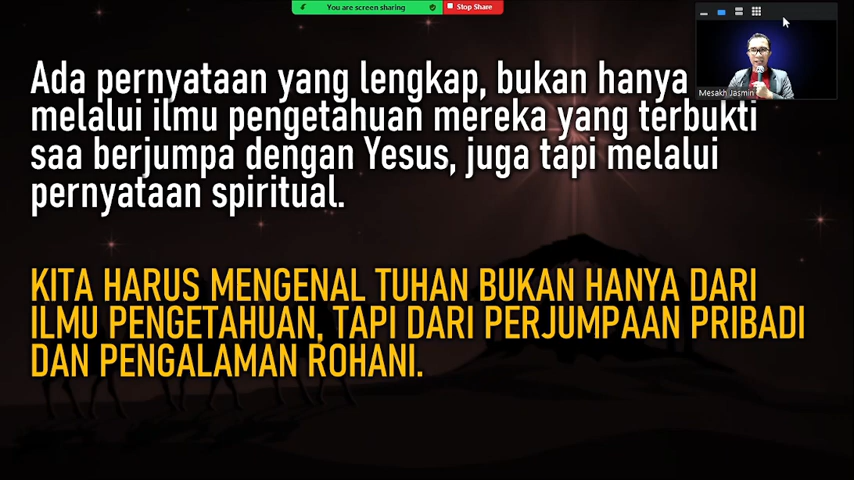 You are screen sharing
Stop Share
Mesakh Jasmin
Ada pernyataan yang lengkap, bukan hanya
melalui ilmu pengetahuan mereka yang terbukti
saa berjumpa dengan Yesus, juga tapi melalui
pernyataan spiritual.
KITA HARUS MENGENAL TUHAN BUKAN HANYA DARI
ILMU PENGETAHUAN, TAPI DARI PERJUMPAAN PRIBADI
DAN PENGALAMAN ROHANI.